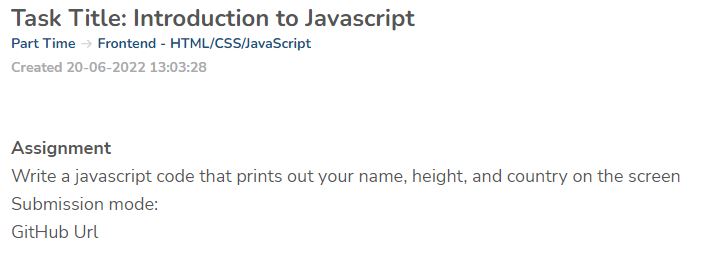 Task Title: Introduction to Javascript
Part Time → Frontend - HTML/CSS/JavaScript
Created 20-06-2022 13:03:28
Assignment
Write a javascript code that prints out your name, height, and country on the screen
Submission mode:
GitHub Url